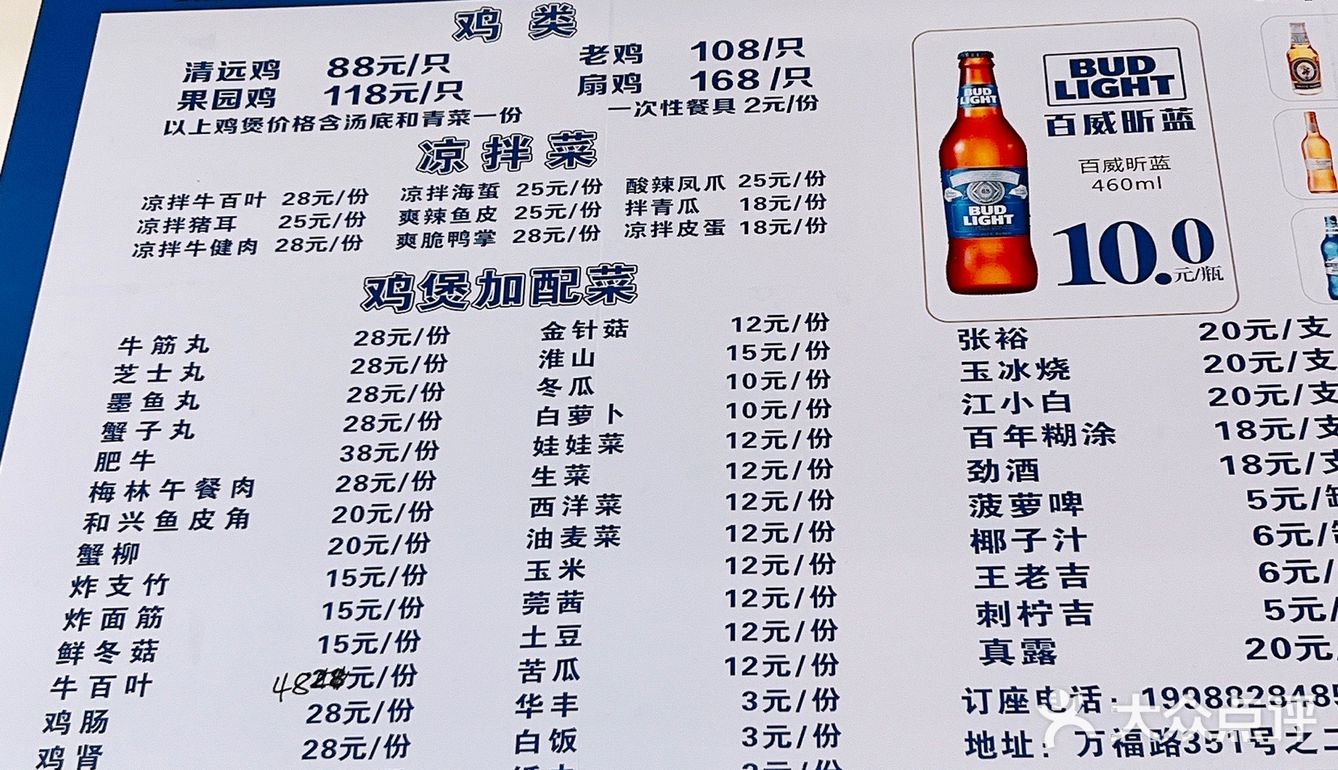 鸡类
清远鸡 88元/只 老鸡 108/只
果园鸡 118元/只 扇鸡 168/只
以上鸡煲价格含汤底和青菜一份 一次性餐具 2元/份
凉拌菜
凉拌牛百叶 28元/份 凉拌海蜇 25元/份 酸辣凤爪 25元/份
凉拌猪耳 25元/份 爽辣鱼皮 25元/份 拌青瓜 18元/份
凉拌牛健肉 28元/份 爽脆鸭掌 28元/份 凉拌皮蛋 18元/份
鸡煲加配菜
牛筋丸 28元/份
芝士丸 28元/份
墨鱼丸 28元/份
蟹子丸 28元/份
肥牛 38元/份
梅林午餐肉 28元/份
和兴鱼皮角 20元/份
蟹柳 20元/份
炸支竹 15元/份
炸面筋 15元/份
鲜冬菇 15元/份
牛百叶 48元/份
鸡肠 28元/份
鸡肾 28元/份
金针菇 12元/份
淮山 15元/份
冬瓜 10元/份
白萝卜 10元/份
娃娃菜 12元/份
生菜 12元/份
西洋菜 12元/份
油麦菜 12元/份
玉米 12元/份
莞茜 12元/份
土豆 12元/份
苦瓜 12元/份
华丰 3元/份
白饭 3元/份
BUD LIGHT
BUD LIGHT
BUD
LIGHT
百威昕蓝
百威昕蓝
460ml
10.0
元/瓶
张裕 20元/支
玉冰烧 20元/支
江小白 20元/支
百年糊涂 18元/支
劲酒 18元/支
菠萝啤 5元/
椰子汁 6元/
王老吉 6元/
刺柠吉 5元/
真露 20元
订座电话：1998828485
地址：万福路351号之二
大众点评